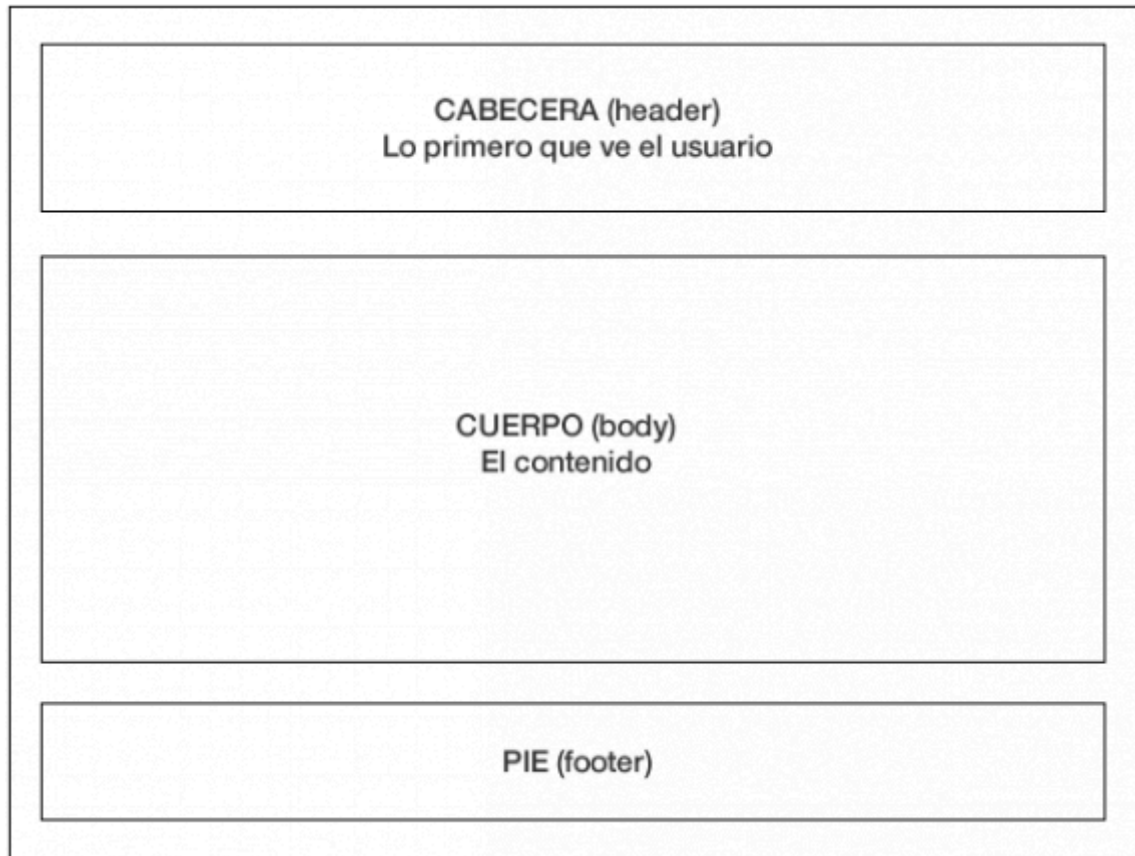 CABECERA (header)
Lo primero que ve el usuario
CUERPO (body)
El contenido
PIE (footer)